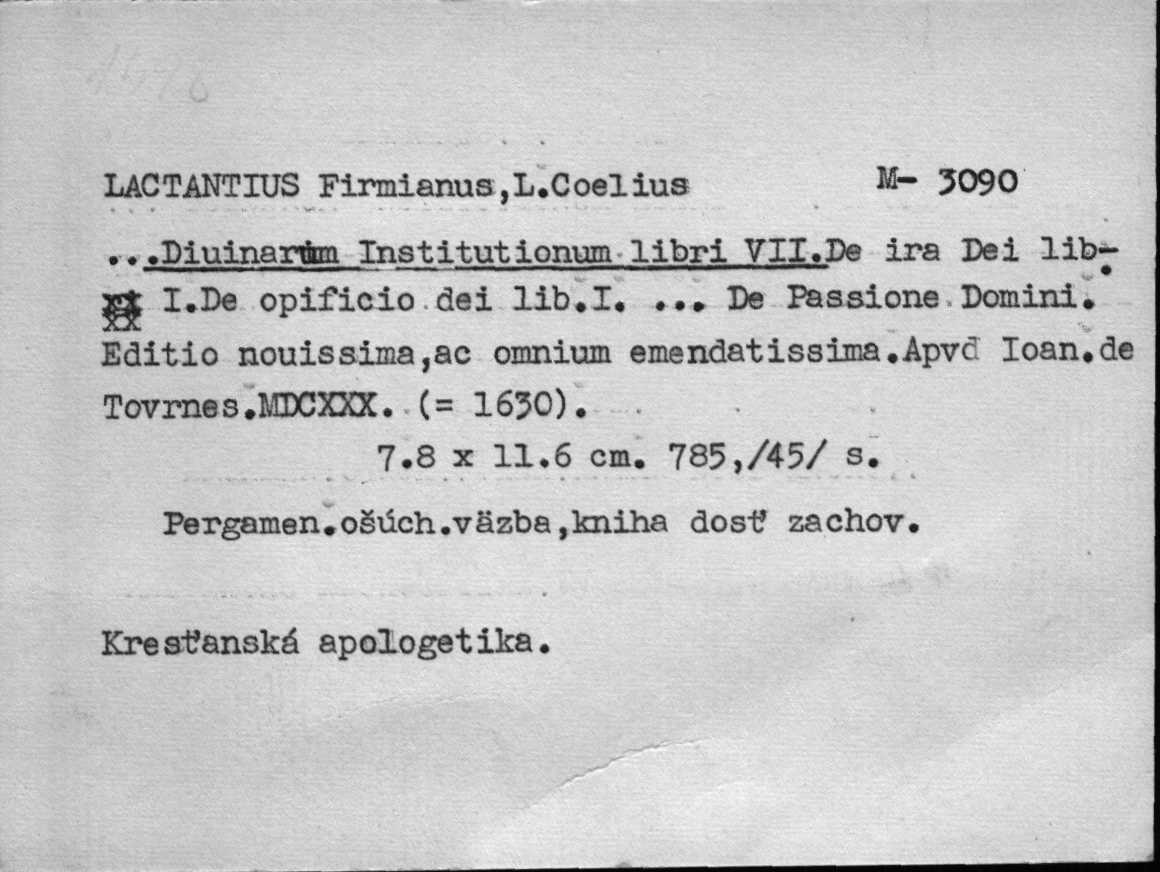 LACTANTIUS Firmianus,L.Coelius M- 3090
...Diuinarum Institutionum libri VII.De ira Dei lib.
I.De opificio dei lib.I. ... De Passione Domini.
Editio nouissima,ac omnium emendatissima.Apvd Ioan.de
Tovrnes.MDCXXX. (= 1630).
7.8 x 11.6 cm. 785,/45/ s.
Pergamen.ošúch.väzba,kniha dosť zachov.
Kresťanská apologetika.